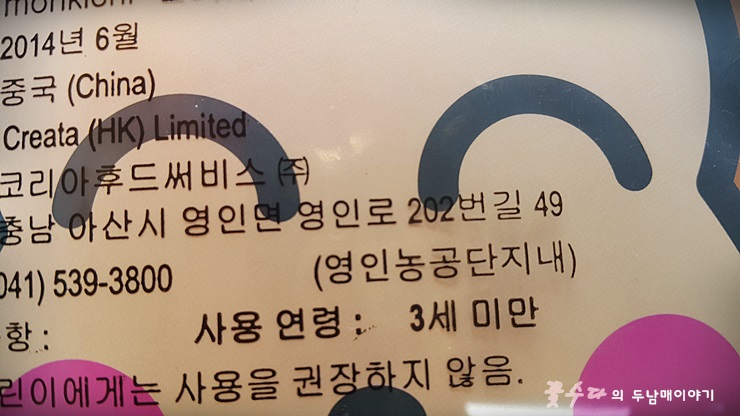 2014년 6월
중국 (China)
Creata (HK) Limited
코리아후드써비스 ㈜
충남 아산시 영인면 영인로 202번길 49
041) 539-3800 (영인농공단지내)
항 : 사용 연령 : 3세 미만
린이에게는 사용을 권장하지 않음.
꽃수다의 두남매이야기